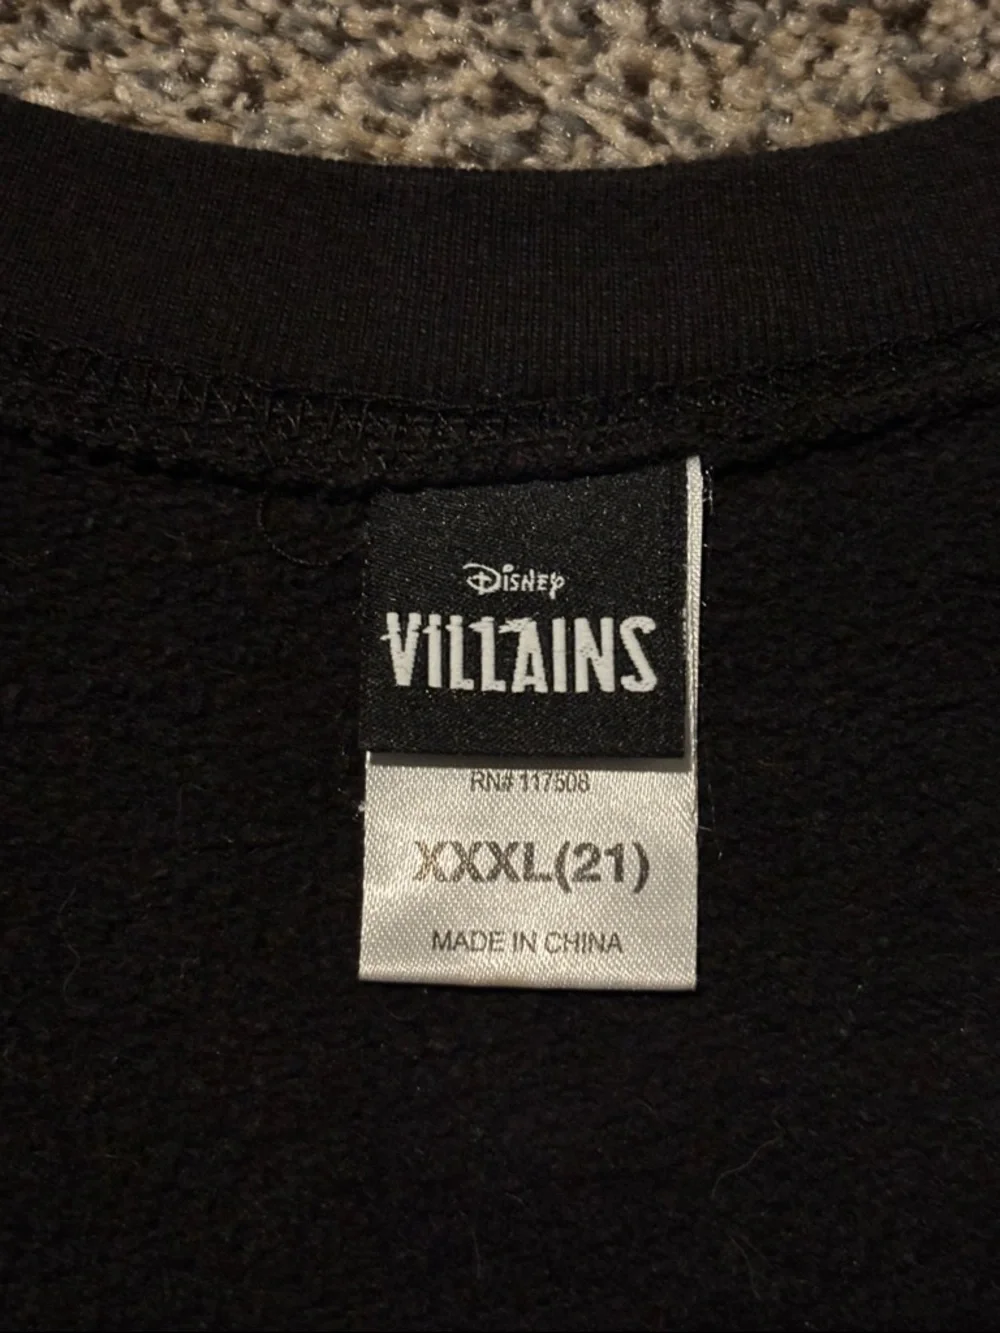 Disney
VILLAINS
RN# 117508
XXXL(21)
MADE IN CHINA